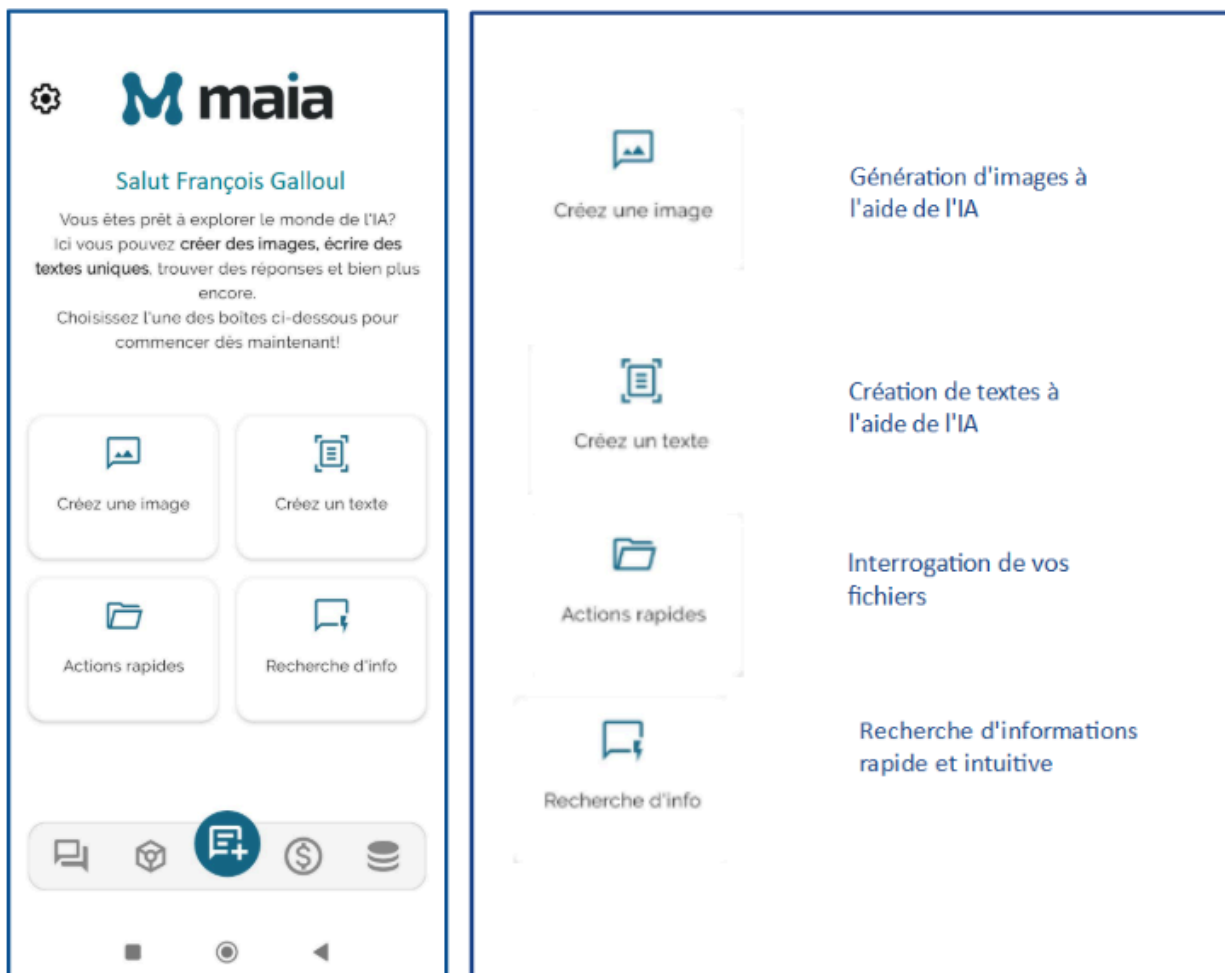 maia
Salut François Galloul
Vous êtes prêt à explorer le monde de l'IA?
Ici vous pouvez créer des images, écrire des
textes uniques, trouver des réponses et bien plus
encore.
Choisissez l'une des boîtes ci-dessous pour
commencer dès maintenant!
Créez une image
Créez un texte
Actions rapides
Recherche d'info
Créez une image
Génération d'images à
l'aide de l'IA
Créez un texte
Création de textes à
l'aide de l'IA
Actions rapides
Interrogation de vos
fichiers
Recherche d'info
Recherche d'informations
rapide et intuitive